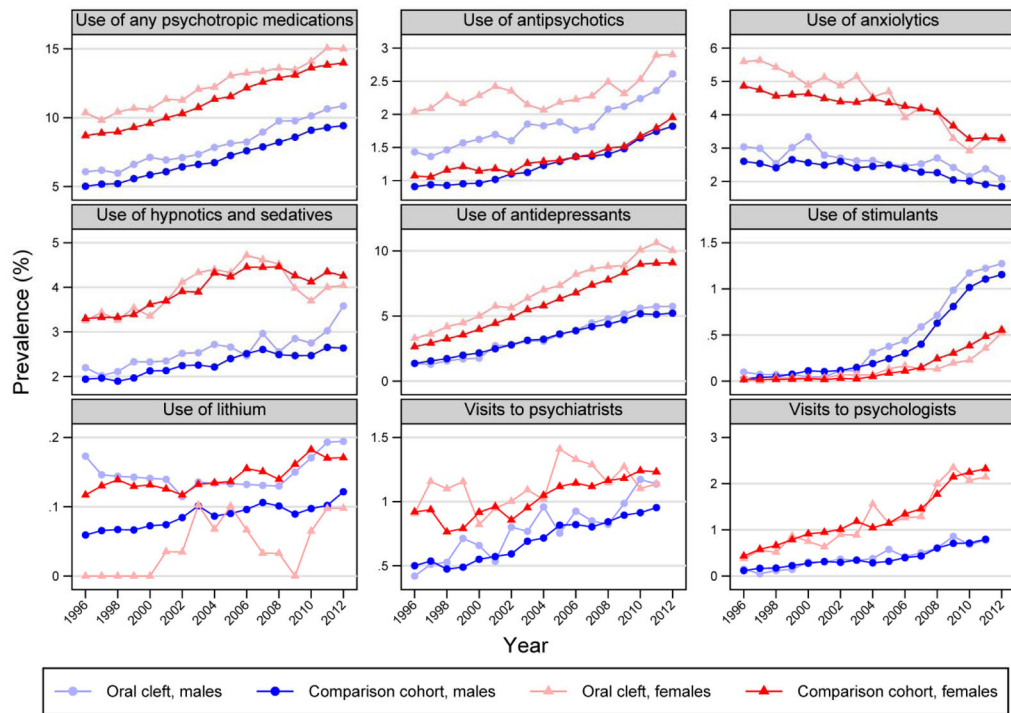 Use of any psychotropic medications
Use of antipsychotics
Use of anxiolytics
15
10
5
3
2.5
2
1.5
1
6
5
4
3
2
Use of hypnotics and sedatives
Use of antidepressants
Use of stimulants
5
4
3
2
10
5
0
1.5
1
.5
0
Prevalence (%)
Use of lithium
Visits to psychiatrists
Visits to psychologists
.2
.1
0
1.5
1
.5
3
2
1
0
1996 1998 2000 2002 2004 2006 2008 2010 2012
1996 1998 2000 2002 2004 2006 2008 2010 2012
1996 1998 2000 2002 2004 2006 2008 2010 2012
Year
Oral cleft, males Comparison cohort, males Oral cleft, females Comparison cohort, females